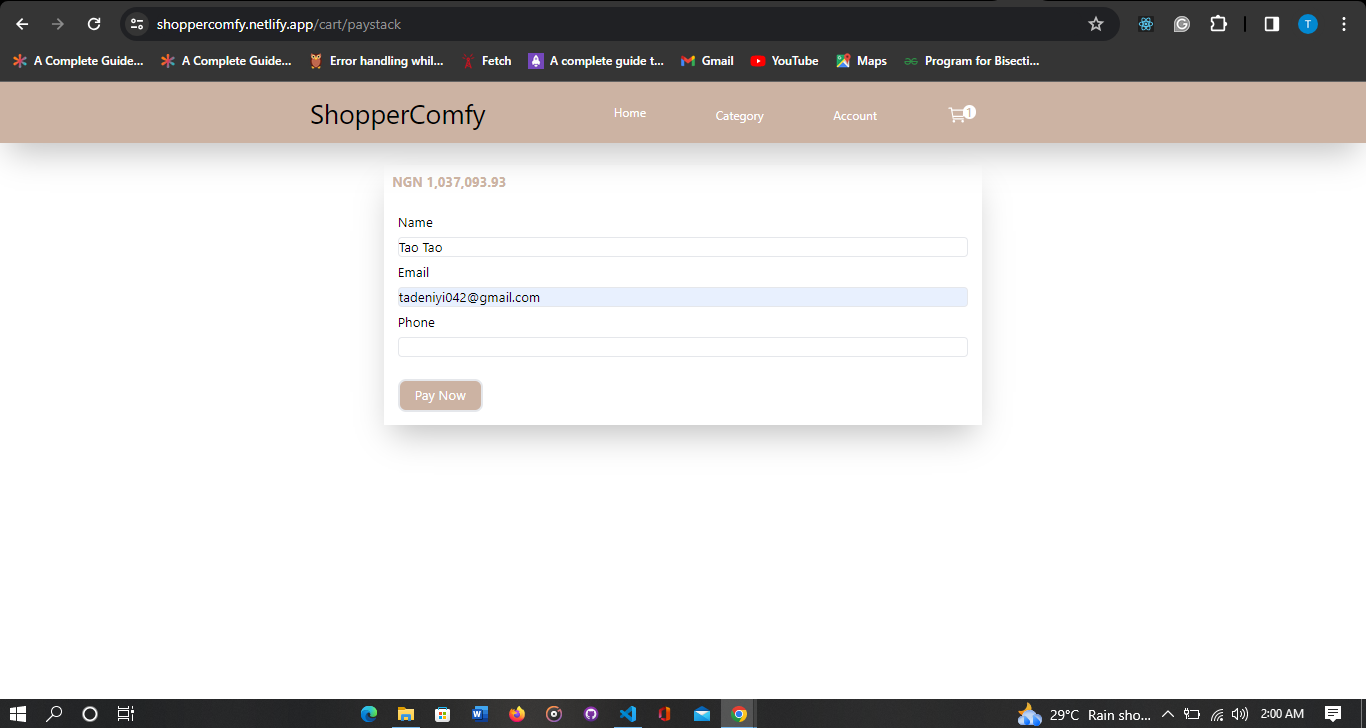 shoppercomfy.netlify.app/cart/paystack
A Complete Guide... A Complete Guide... Error handling whil... Fetch A complete guide t... Gmail YouTube Maps Program for Bisecti...
T
ShopperComfy Home Category Account 1
NGN 1,037,093.93
Name
Tao Tao
Email
tadeniyi042@gmail.com
Phone
Pay Now
29°C Rain sho... 2:00 AM